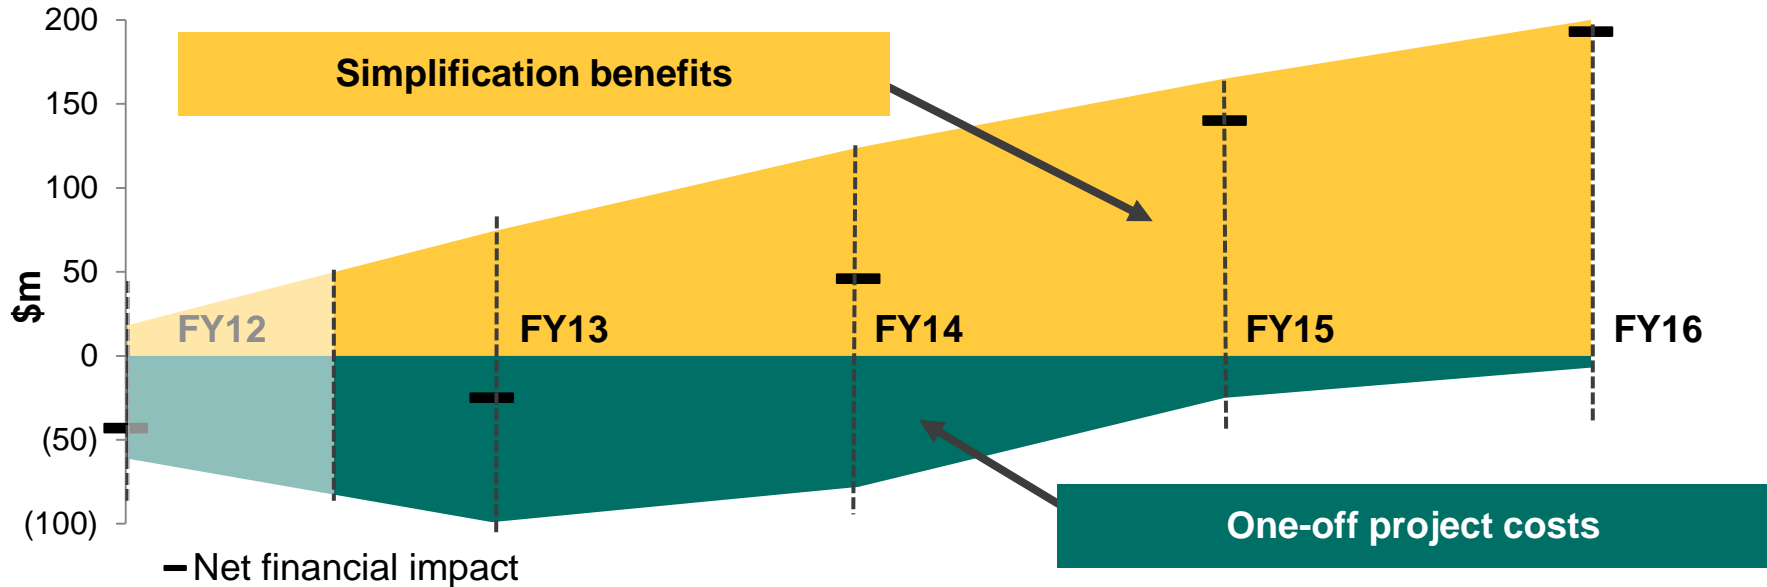 200
Simplification benefits
150
100
50
$m
FY12
FY13
FY14
FY15
FY16
0
(50)
(100)
One-off project costs
Net financial impact